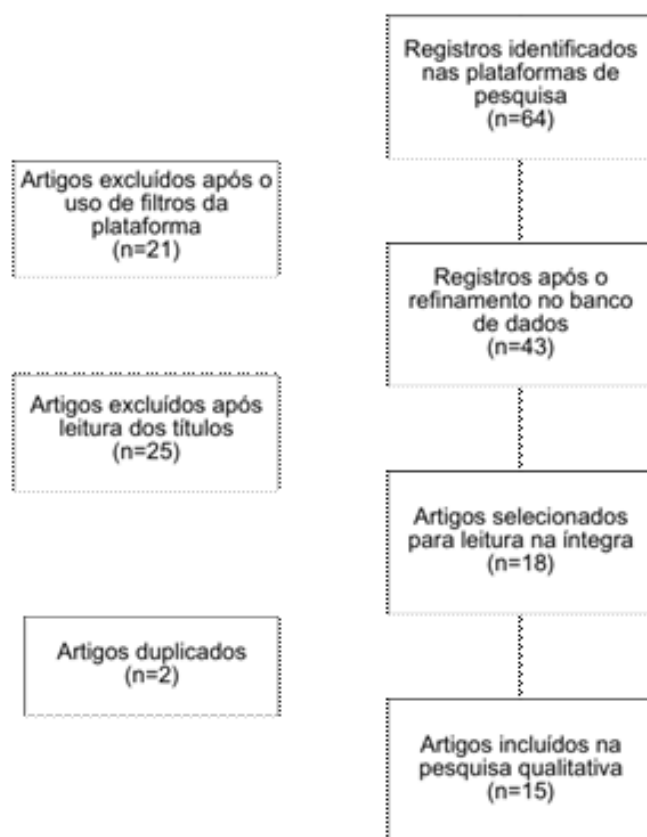 Registros identificados
nas plataformas de
pesquisa
(n=64)
Artigos excluídos após o
uso de filtros da
plataforma
(n=21)
Registros após o
refinamento no banco
de dados
(n=43)
Artigos excluídos após
leitura dos títulos
(n=25)
Artigos selecionados
para leitura na íntegra
(n=18)
Artigos duplicados
(n=2)
Artigos incluídos na
pesquisa qualitativa
(n=15)